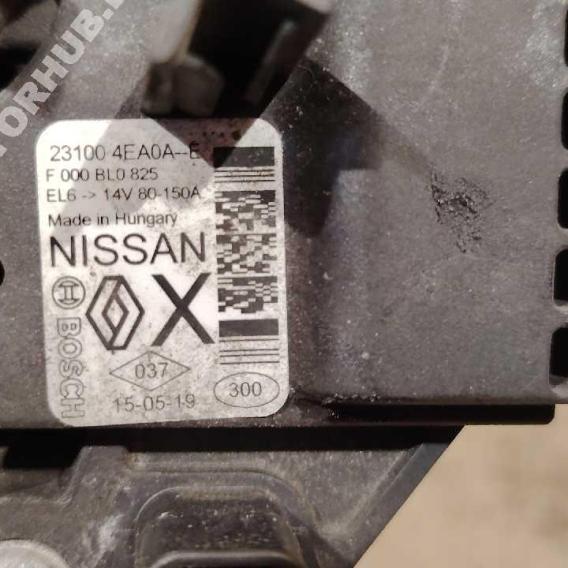 23100 4EA0A--E
F 000 BL0 825
EL6 -> 14V 80-150A
Made in Hungary
NISSAN
X
BOSCH
037
15-05-19
300